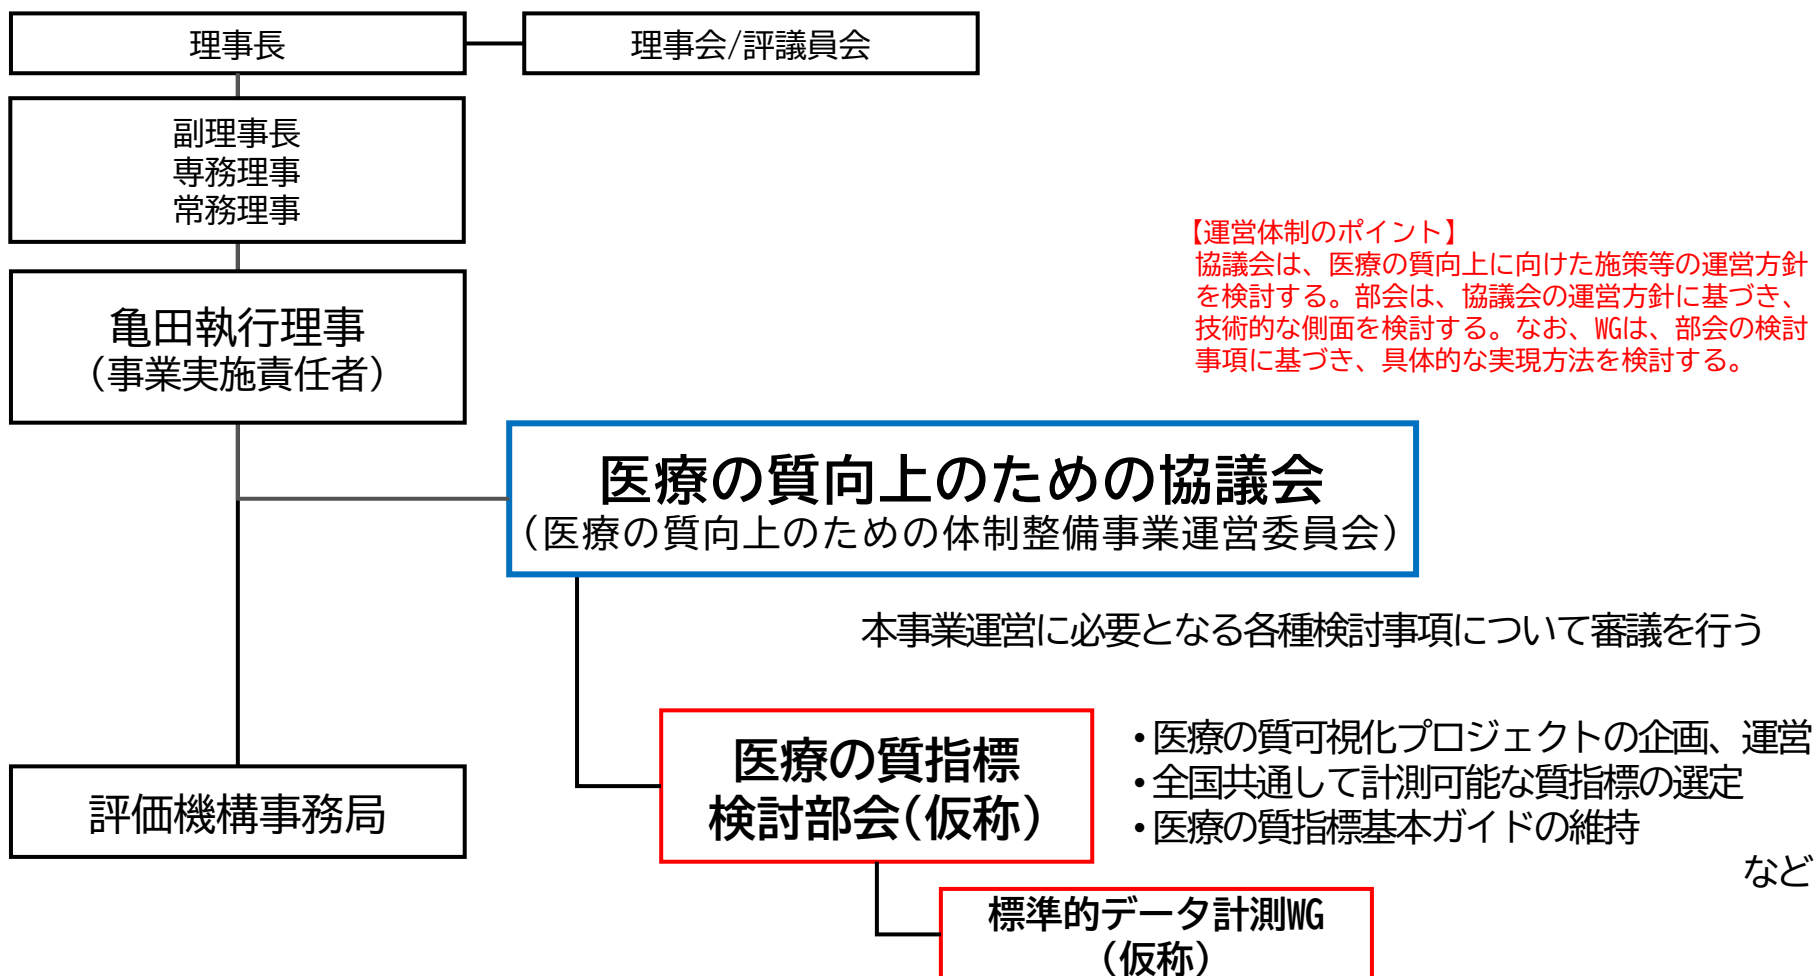 理事長
理事会/評議員会
副理事長
専務理事
常務理事
【運営体制のポイント】
協議会は、医療の質向上に向けた施策等の運営方針
を検討する。部会は、協議会の運営方針に基づき、
技術的な側面を検討する。なお、WGは、部会の検討
事項に基づき、具体的な実現方法を検討する。
亀田執行理事
（事業実施責任者）
医療の質向上のための協議会
（医療の質向上のための体制整備事業運営委員会）
本事業運営に必要となる各種検討事項について審議を行う
医療の質指標
検討部会(仮称)
・医療の質可視化プロジェクトの企画、運営
・全国共通して計測可能な質指標の選定
・医療の質指標基本ガイドの維持
など
評価機構事務局
標準的データ計測WG
（仮称）